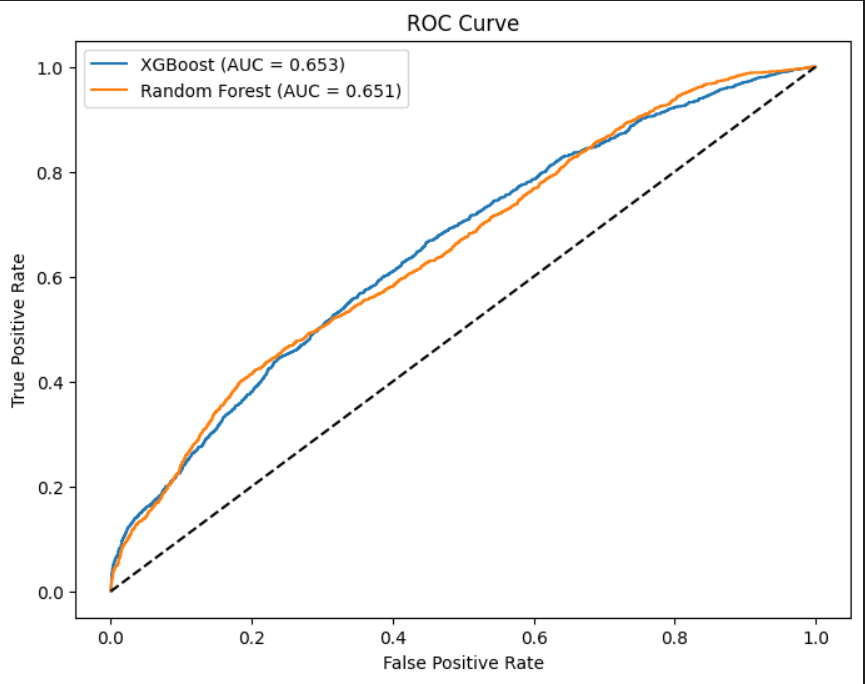 ROC Curve
XGBoost (AUC = 0.653)
Random Forest (AUC = 0.651)
True Positive Rate
1.0
0.8
0.6
0.4
0.2
0.0
0.0 0.2 0.4 0.6 0.8 1.0
False Positive Rate